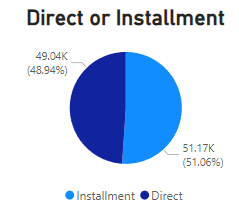 Direct or Installment
49.04K
(48.94%)
51.17K
(51.06%)
Installment Direct